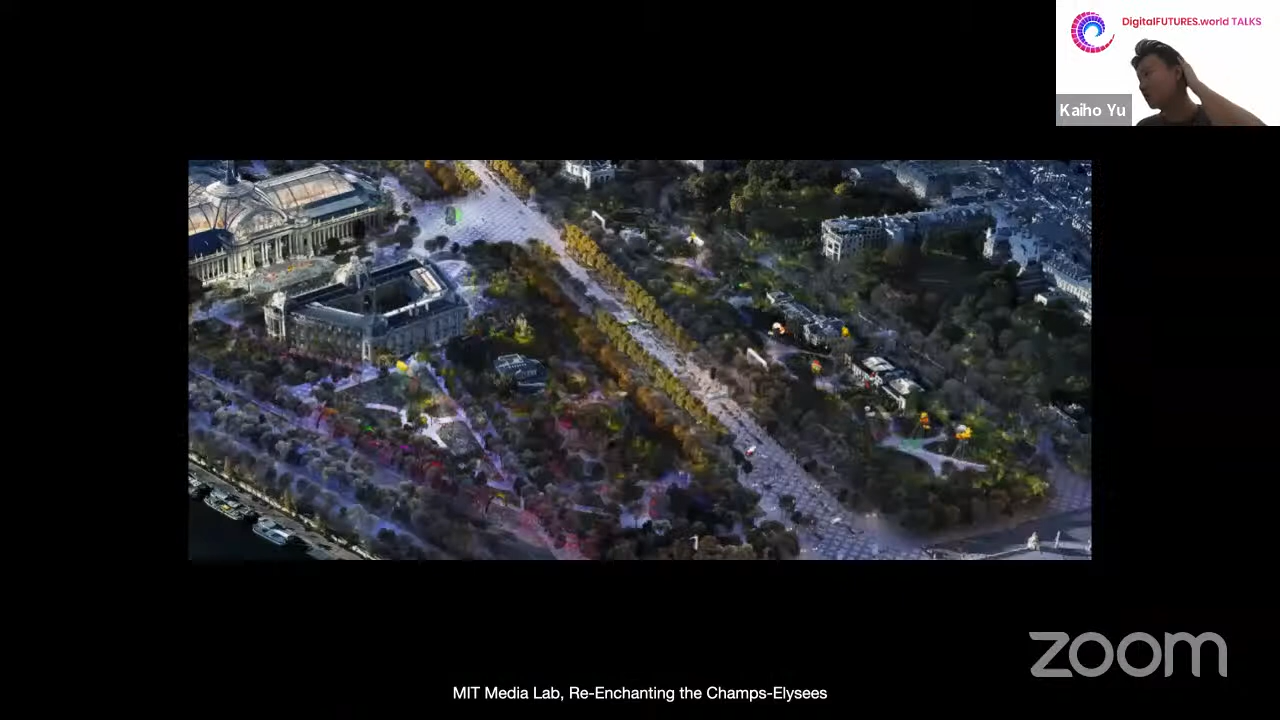 DigitalFUTURES.world TALKS
Kaiho Yu
zoom
MIT Media Lab, Re-Enchanting the Champs-Elysees